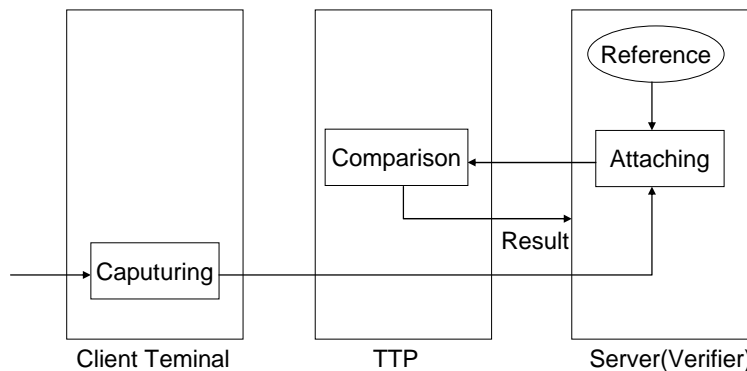 Reference
Comparison
Attaching
Result
Caputuring
Client Teminal
TTP
Server(Verifier)